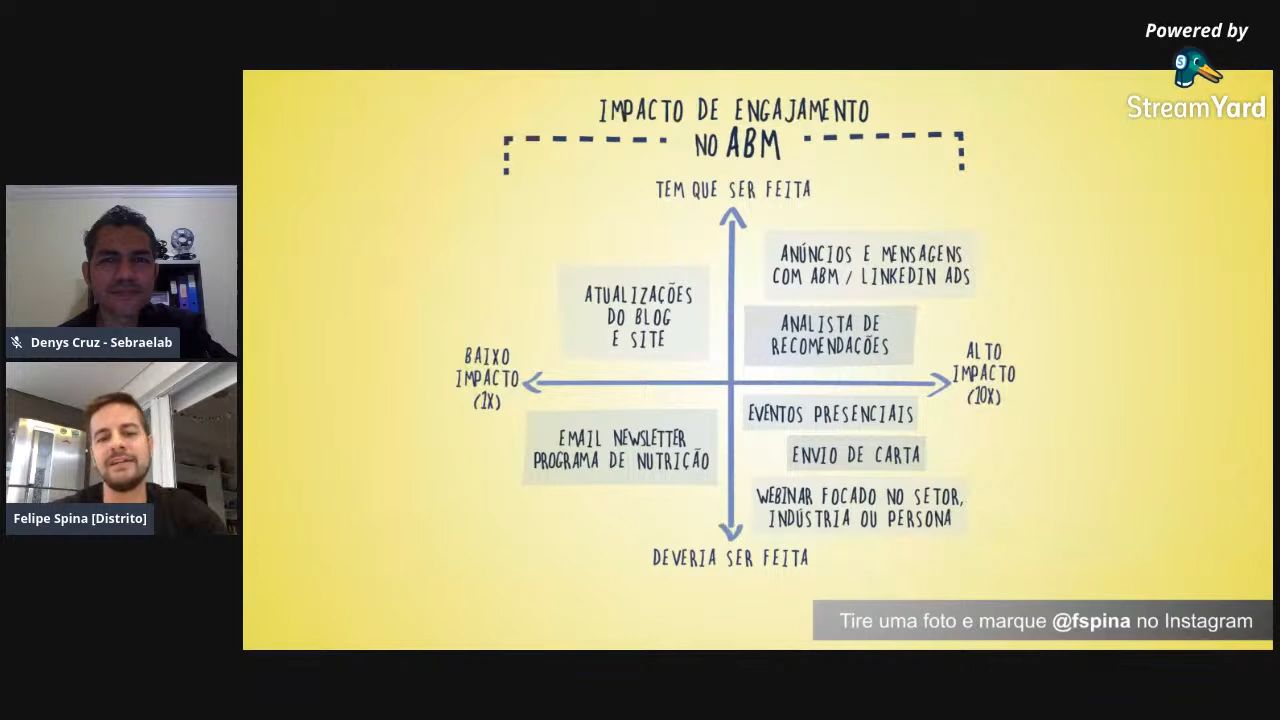 Powered by
StreamYard
IMPACTO DE ENGAJAMENTO
NO ABM
TEM QUE SER FEITA
ANÚNCIOS E MENSAGENS
COM ABM / LINKEDIN ADS
ATUALIZAÇÕES
DO BLOG
E SITE
ANALISTA DE
RECOMENDAÇÕES
BAIXO
IMPACTO
(1X)
ALTO
IMPACTO
(10X)
EVENTOS PRESENCIAIS
EMAIL NEWSLETTER
PROGRAMA DE NUTRIÇÃO
ENVIO DE CARTA
WEBINAR FOCADO NO SETOR,
INDÚSTRIA OU PERSONA
DEVERIA SER FEITA
Tire uma foto e marque @fspina no Instagram
Denys Cruz - Sebraelab
Felipe Spina [Distrito]